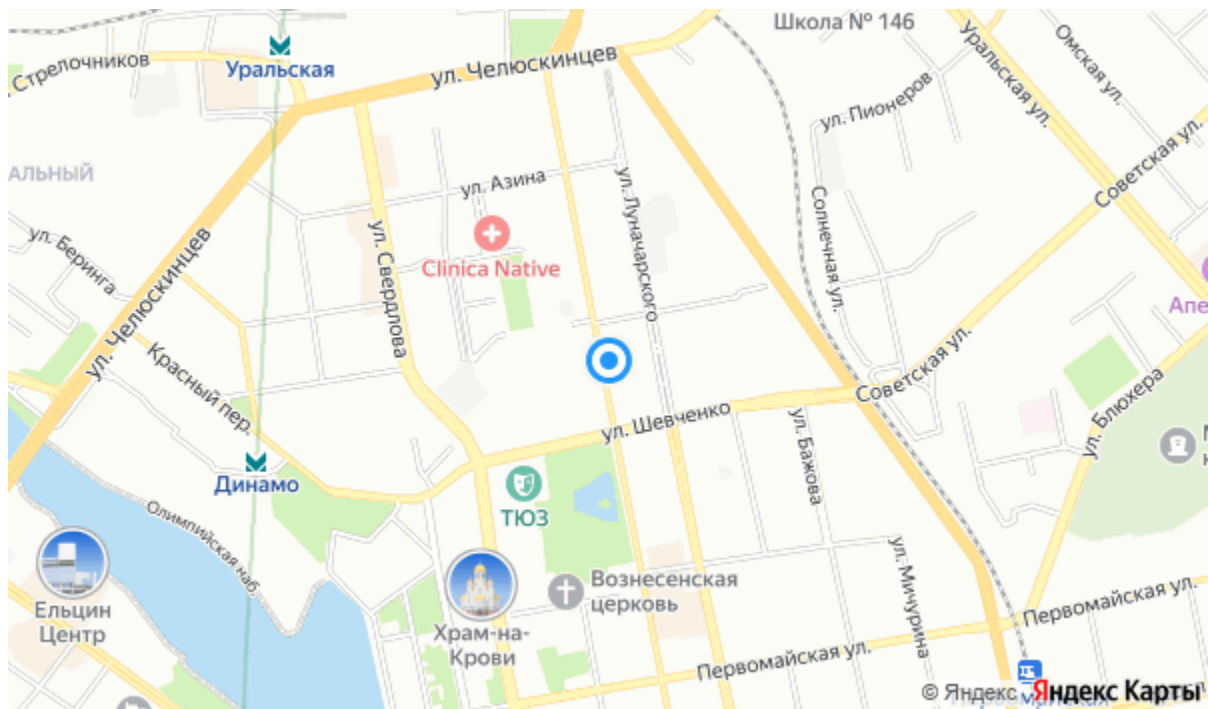 Школа № 146
Уральская
Стрелочников
ул. Челюскинцев
Уральская ул.
Омская ул.
ул. Пионеров
Советская ул.
АЛЬНЫЙ
ул. Азина
ул. Луначарского
Солнечная ул.
ул. Беринга
ул. Челюскинцев
ул. Свердлова
Clinica Native
Апе
Красный пер.
Советская ул.
ул. Шевченко
ул. Бажова
ул. Блюхера
Динамо
ТЮЗ
Олимпийская наб.
Ельцин
Центр
Храм-на-
Крови
Вознесенская
церковь
ул. Мичурина
Первомайская ул.
Первомайская ул.
© Яндекс
Яндекс Карты